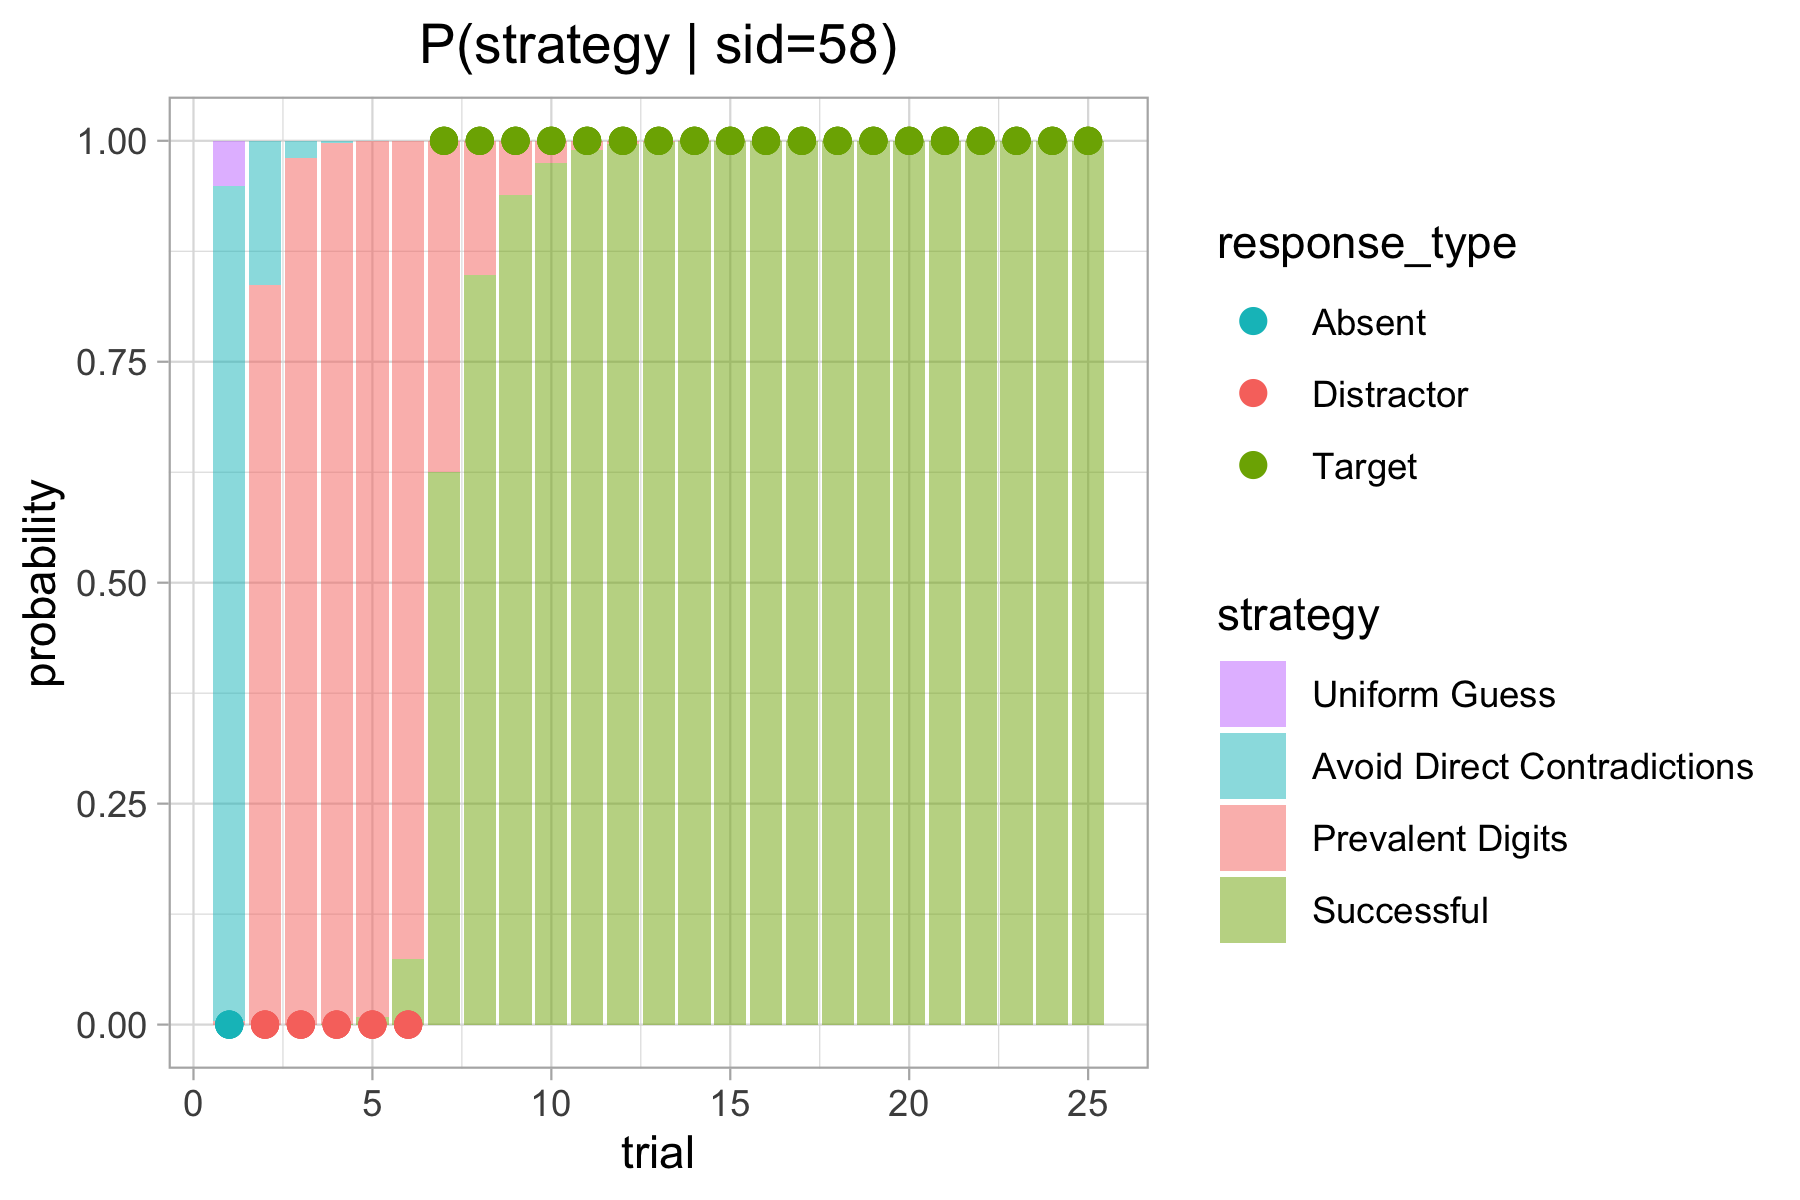 P(strategy | sid=58)
1.00
0.75
0.50
0.25
0.00
probability
0 5 10 15 20 25
trial
response_type
Absent
Distractor
Target
strategy
Uniform Guess
Avoid Direct Contradictions
Prevalent Digits
Successful